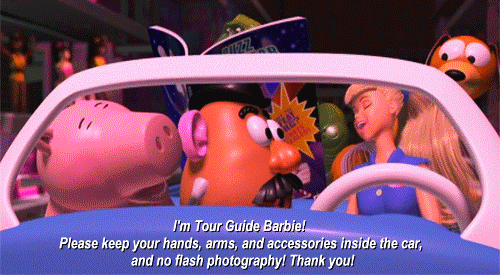 BUZZ
I'm Tour Guide Barbie!
Please keep your hands, arms, and accessories inside the car,
and no flash photography! Thank you!